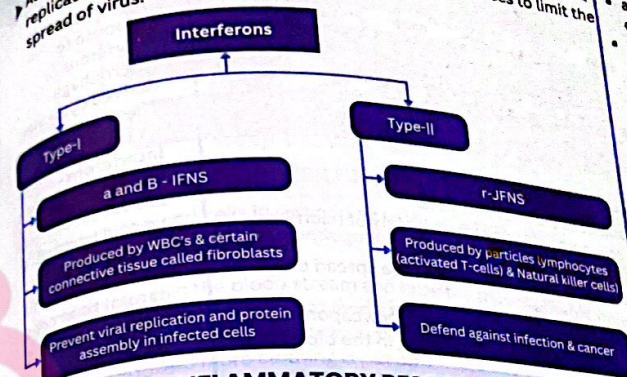 replica
spread of virus.
es to limit the
Interferons
Type-I
a and B - IFNS
Produced by WBC's & certain
connective tissue called fibroblasts
Prevent viral replication and protein
assembly in infected cells
Type-II
r-JFNS
Produced by particles lymphocytes
(activated T-cells) & Natural killer cells)
Defend against infection & cancer